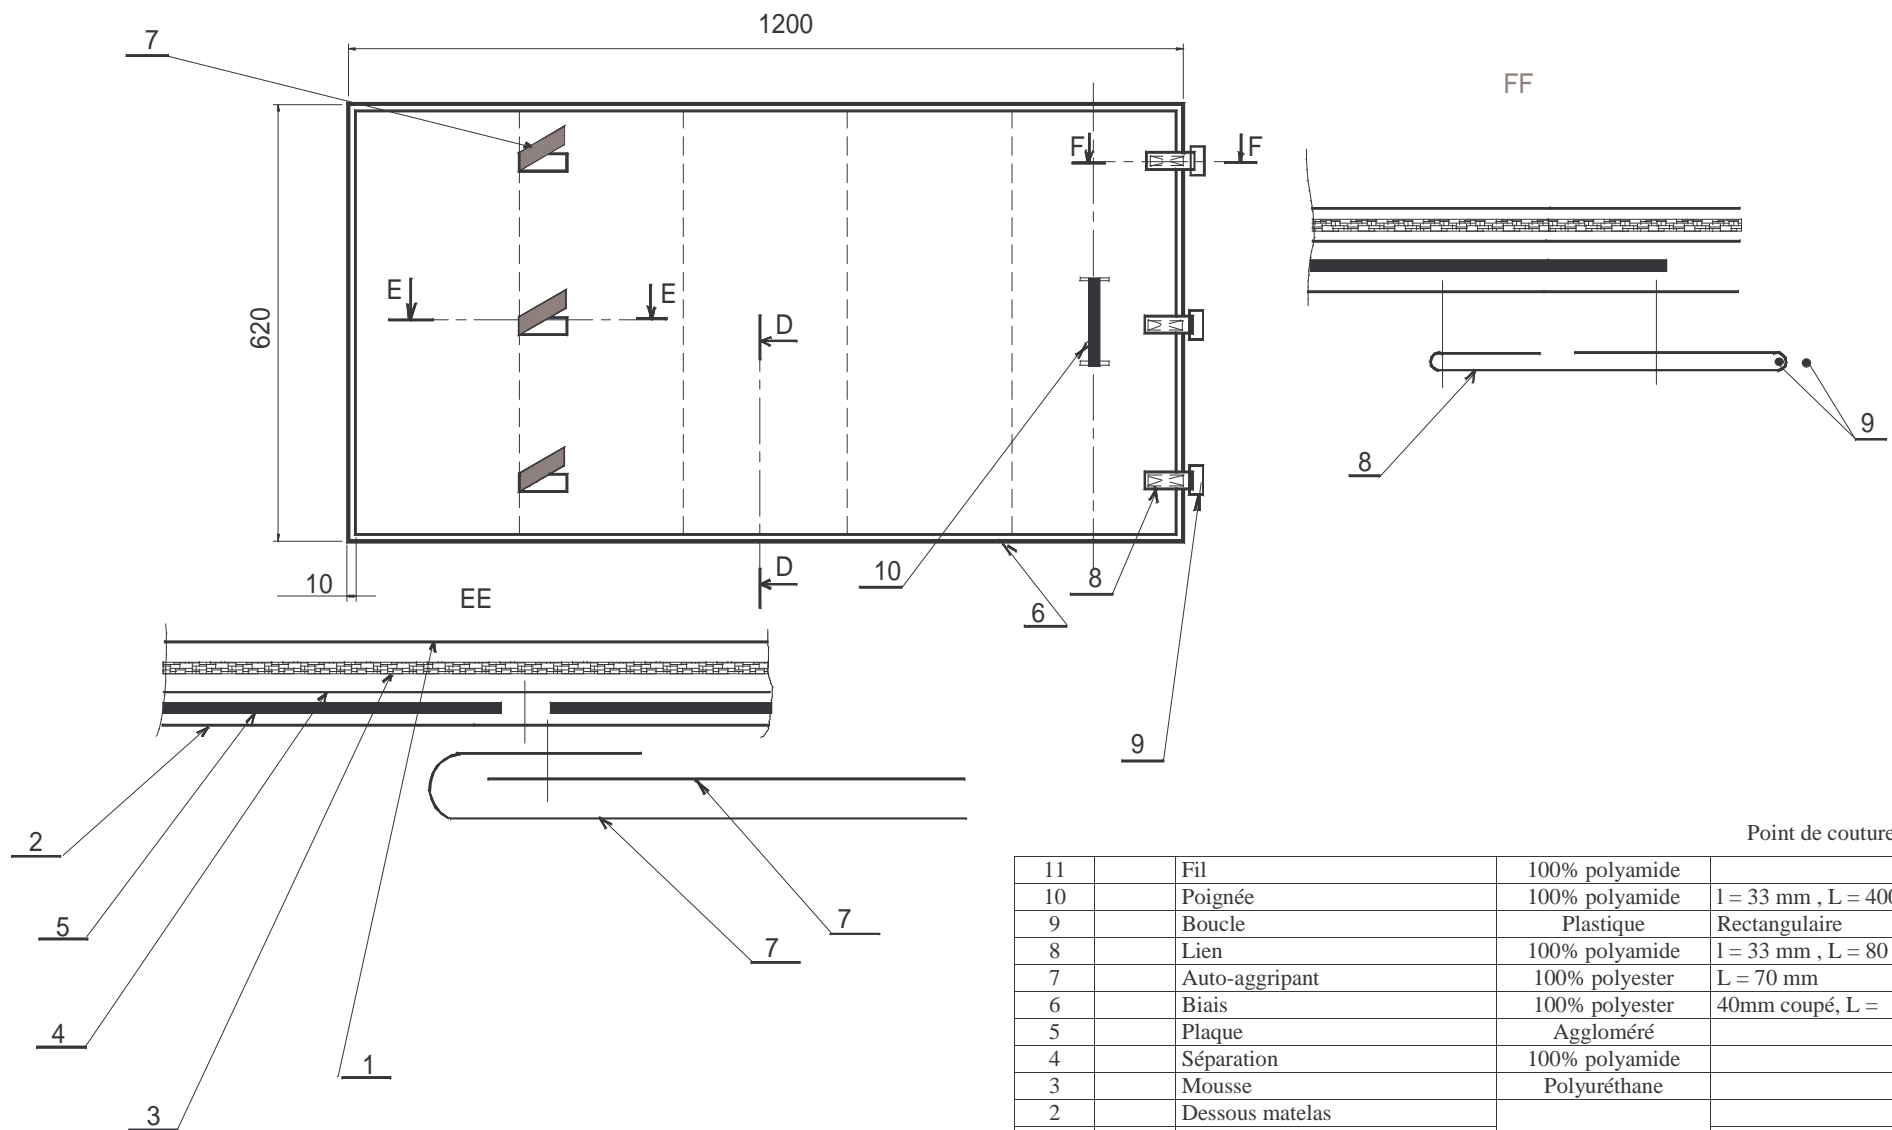 1200
7
FF
F F
E E
620
D
10
D
10
8
6
EE
8
9
9
2
5
4
3
1
7
7
Point de couture
11 Fil 100% polyamide
10 Poignée 100% polyamide l = 33 mm , L = 400
9 Boucle Plastique Rectangulaire
8 Lien 100% polyamide l = 33 mm , L = 80
7 Auto-aggripant 100% polyester L = 70 mm
6 Biais 100% polyester 40mm coupé, L =
5 Plaque Aggloméré
4 Séparation 100% polyamide
3 Mousse Polyuréthane
2 Dessous matelas